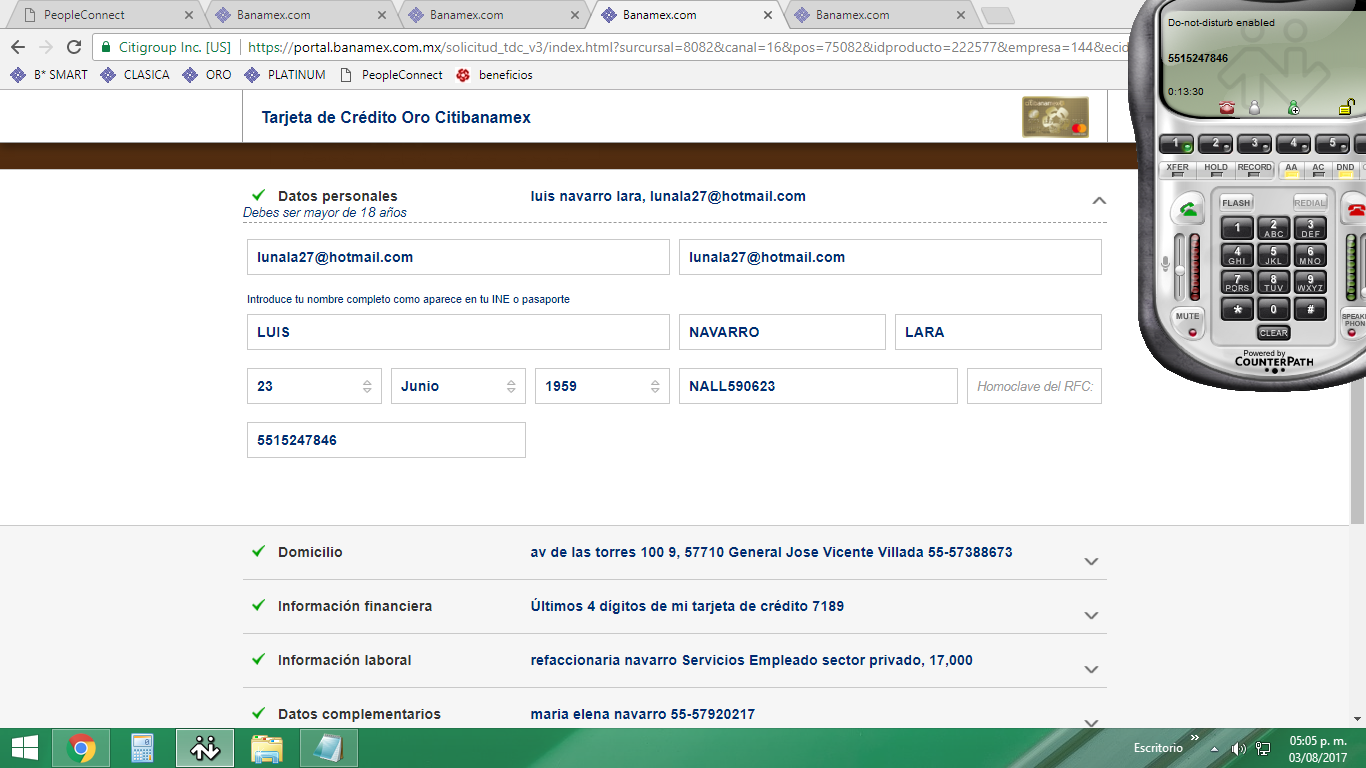 PeopleConnect
Banamex.com
Banamex.com
Banamex.com
Banamex.com
Citigroup Inc. [US]
https://portal.banamex.com.mx/solicitud_tdc_v3/index.html?surcursal=8082&canal=16&pos=75082&idproducto=222577&empresa=144&ecid
B* SMART
CLASICA
ORO
PLATINUM
PeopleConnect
beneficios
Tarjeta de Crédito Oro Citibanamex
Datos personales
luis navarro lara, lunala27@hotmail.com
Debes ser mayor de 18 años
lunala27@hotmail.com
lunala27@hotmail.com
Introduce tu nombre completo como aparece en tu INE o pasaporte
LUIS
NAVARRO
LARA
23
Junio
1959
NALL590623
Homoclave del RFC:
5515247846
Domicilio
av de las torres 100 9, 57710 General Jose Vicente Villada 55-57388673
Información financiera
Últimos 4 dígitos de mi tarjeta de crédito 7189
Información laboral
refaccionaria navarro Servicios Empleado sector privado, 17,000
Datos complementarios
maria elena navarro 55-57920217
Do-not-disturb enabled
5515247846
0:13:30
1 2 3 4 5
XFER HOLD RECORD AA AC DND
FLASH
REDIAL
1
2 ABC
3 DEF
4 GHI
5 JKL
6 MNO
7 PQRS
8 TUV
9 WXYZ
* 0 #
MUTE
CLEAR
Powered by
COUNTERPATH
Escritorio
05:05 p. m.
03/08/2017